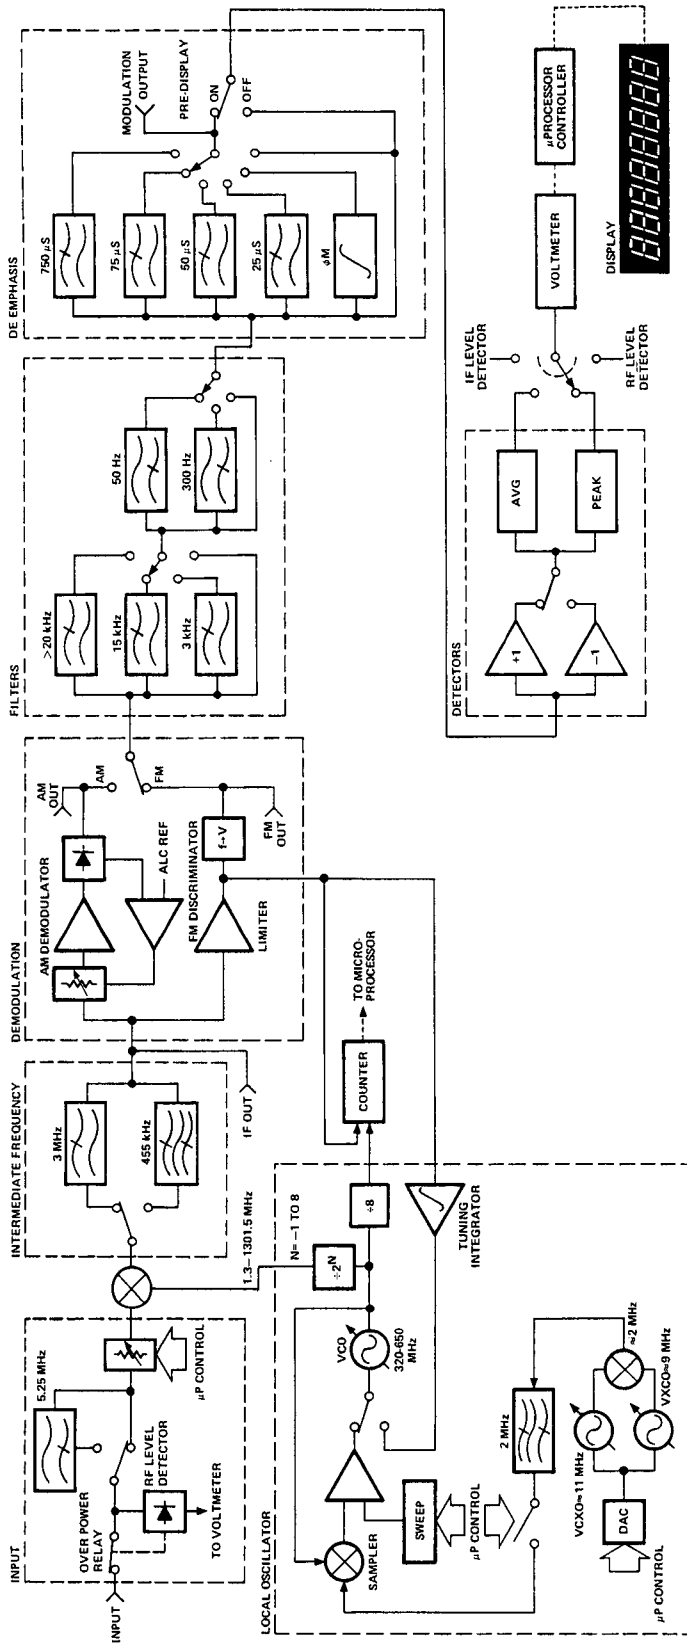 INPUT
INPUT
OVER POWER
RELAY
5.25 MHz
RF LEVEL
DETECTOR
TO VOLTMETER
µP CONTROL
INTERMEDIATE FREQUENCY
3 MHz
455 kHz
IF OUT
1.3–1301.5 MHz
DEMODULATION
AM DEMODULATOR
AM
OUT
AM
ALC REF
FM DISCRIMINATOR
FM
f→V
FM
OUT
LIMITER
FILTERS
>20 kHz
15 kHz
3 kHz
50 Hz
300 Hz
DE EMPHASIS
750 µS
75 µS
50 µS
25 µS
φM
MODULATION
OUTPUT
PRE-DISPLAY
ON
OFF
LOCAL OSCILLATOR
SAMPLER
SWEEP
µP CONTROL
VCO
320-650
MHz
÷2N
N= –1 TO 8
÷8
TUNING
INTEGRATOR
COUNTER
TO MICRO-
PROCESSOR
2 MHz
≈2 MHz
VCXO≈11 MHz
VXCO≈9 MHz
DAC
µP CONTROL
DETECTORS
+1
–1
AVG
PEAK
IF LEVEL
DETECTOR
RF LEVEL
DETECTOR
VOLTMETER
µPROCESSOR
CONTROLLER
DISPLAY
88888888